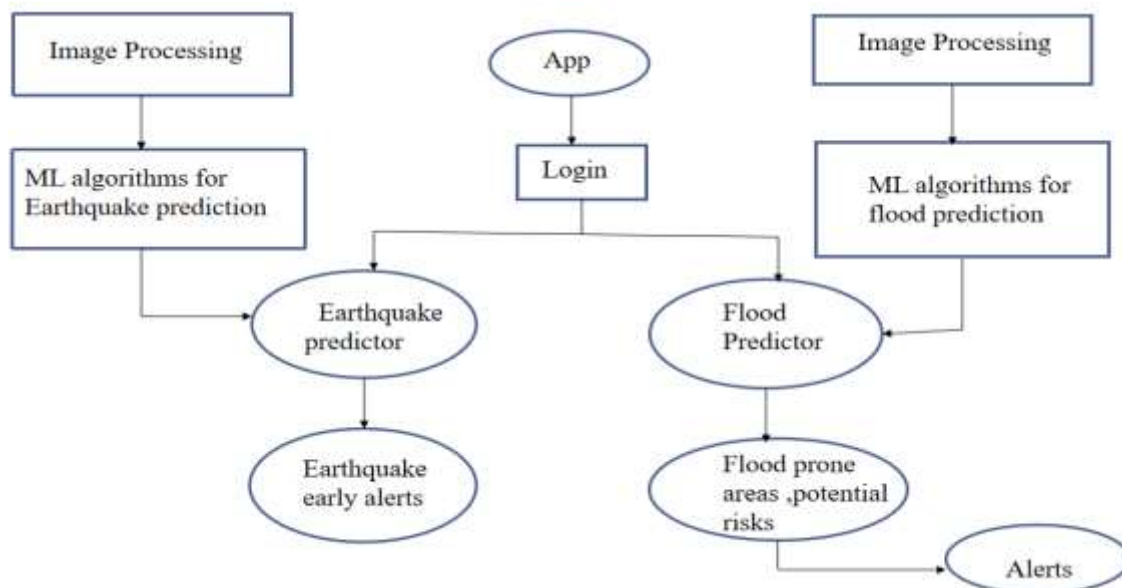 Image Processing
App
Image Processing
ML algorithms for
Earthquake prediction
Login
ML algorithms for
flood prediction
Earthquake
predictor
Flood
Predictor
Earthquake
early alerts
Flood prone
areas ,potential
risks
Alerts